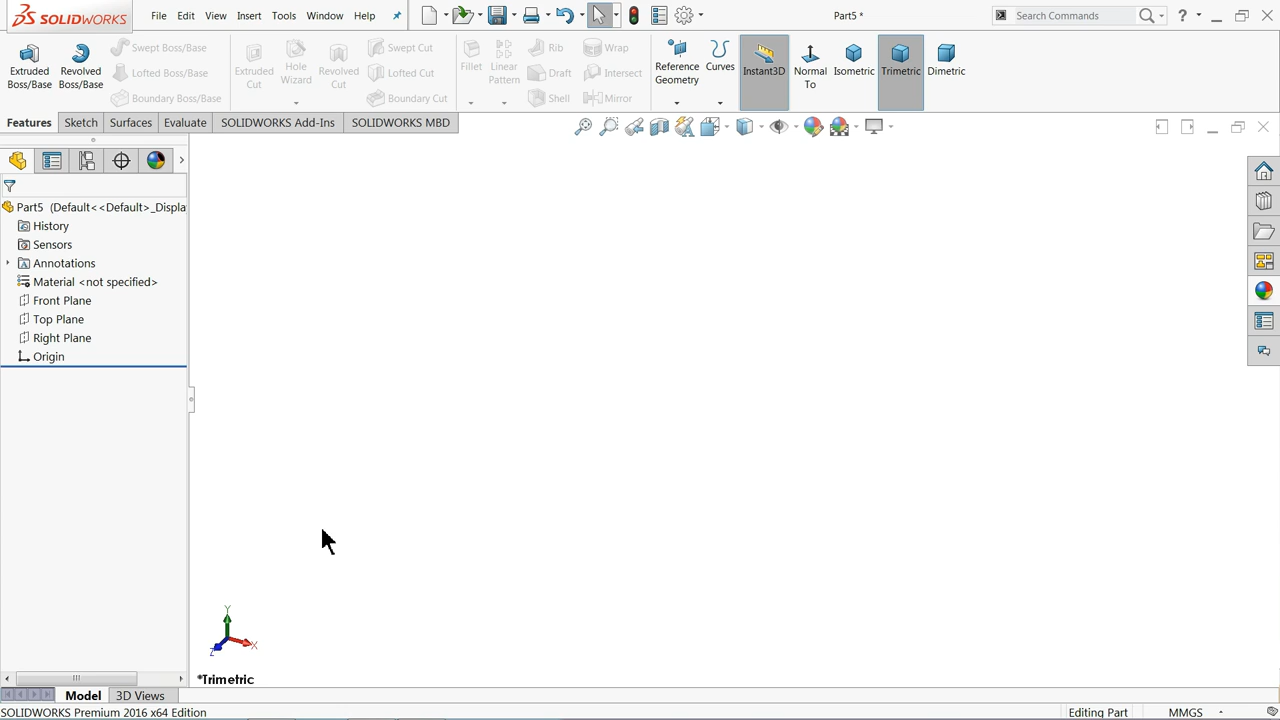 SOLIDWORKS File Edit View Insert Tools Window Help Part5 * Search Commands ?
Extruded Boss/Base
Revolved Boss/Base
Swept Boss/Base
Lofted Boss/Base
Boundary Boss/Base
Extruded Cut
Hole Wizard
Revolved Cut
Swept Cut
Lofted Cut
Boundary Cut
Fillet
Linear Pattern
Rib
Draft
Shell
Wrap
Intersect
Mirror
Reference Geometry
Curves
Instant3D
Normal To
Isometric
Trimetric
Dimetric
Features Sketch Surfaces Evaluate SOLIDWORKS Add-Ins SOLIDWORKS MBD
Part5 (Default<<Default>_Displa
History
Sensors
Annotations
Material <not specified>
Front Plane
Top Plane
Right Plane
Origin
Y
X
Z
*Trimetric
Model 3D Views
SOLIDWORKS Premium 2016 x64 Edition Editing Part MMGS